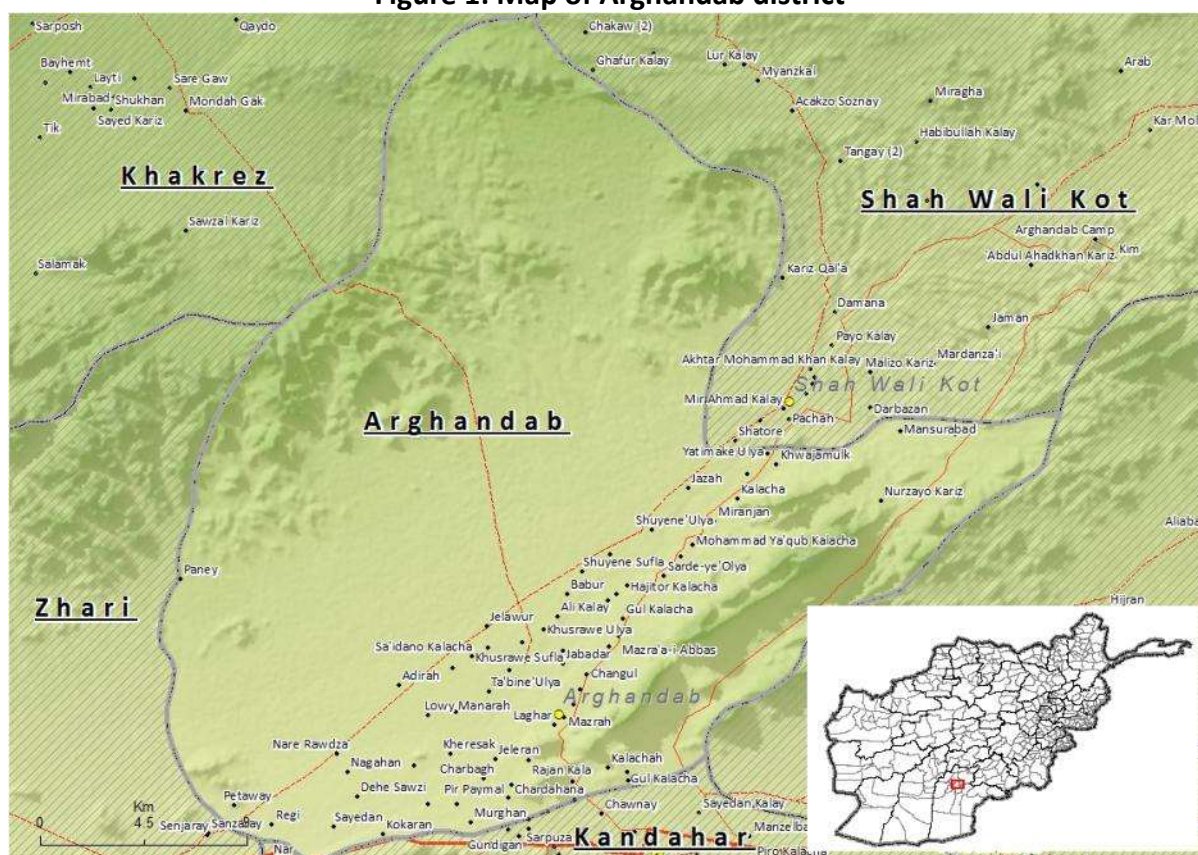 Figure 1: Map of Arghandab district
Sarposh
Qaydo
Chakaw (2)
Bayhemt
Layti
Sare Gaw
Ghafur Kalay
Lur Kalay
Myanzkal
Arab
Mirabad
Shukhan
Mondah Gak
Acakzo Soznay
Miragha
Tik
Sayed Kariz
Habibullah Kalay
Kar Mol
Tangay (2)
Khakrez
Shah Wali Kot
Sawzal Kariz
Arghandab Camp
Salamak
Kariz Qal'a
Abdul Ahadkhan Kariz
Kim
Damana
Jaman
Payo Kalay
Akhtar Mohammad Khan Kalay
Malizo Kariz
Mardanza'i
Shah Wali Kot
Mir Ahmad Kalay
Darbazan
Arghandab
Pachah
Mansurabad
Shatore
Yatimake Ulya
Khwajamulk
Jazah
Kalacha
Nurzayo Kariz
Miranjan
Shuyene'Ulya
Aliaba
Mohammad Ya'qub Kalacha
Shuyene Sufla
Sarde-ye'Olya
Paney
Babur
Hajitor Kalacha
Zhari
Hijran
Ali Kalay
Gul Kalacha
Jelawur
Khusrawe Ulya
Sa'idano Kalacha
Khusrawe Sufla
Jabadar
Mazra'a-i-Abbas
Adirah
Ta'bine'Ulya
Changul
Arghandab
Lowy Manarah
Laghar
Mazrah
Nare Rawdza
Kheresak
Jeleran
Nagahan
Charbagh
Rajan Kala
Kalachah
Gul Kalacha
Dehe Sawzi
Pir Paymal
Chardahana
Petaway
Km
0
4.5
9
Regi
Sayedan
Murghan
Chawnay
Sayedan Kalay
Senjaray
Sanzalay
Kokaran
Gundigan
Sarpuza
Kandahar
Manzelba
Nar
Piro Kalacha